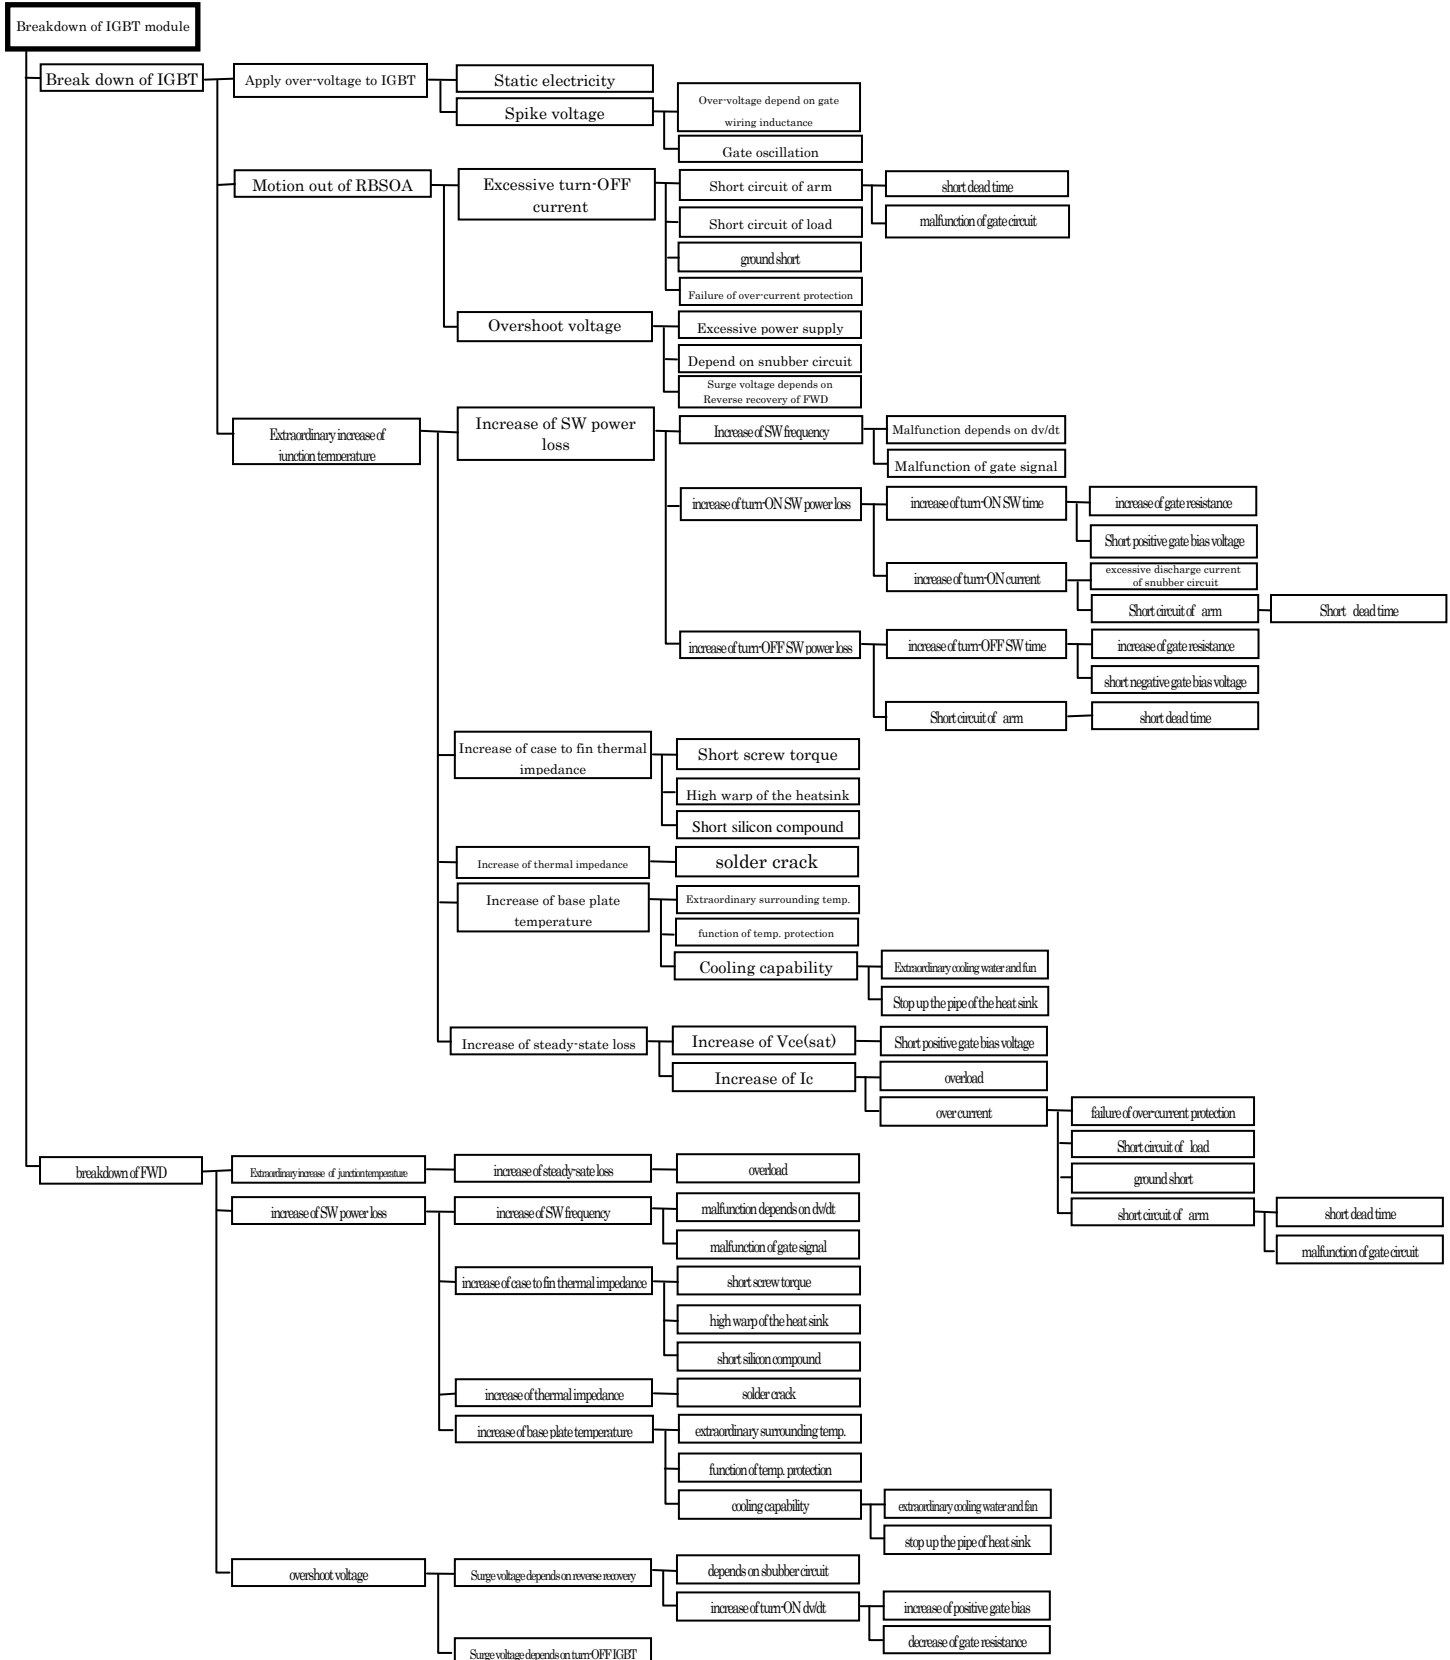 Breakdown of IGBT module
Break down of IGBT
Apply over-voltage to IGBT
Static electricity
Spike voltage
Over-voltage depend on gate
wiring inductance
Gate oscillation
Motion out of RBSOA
Excessive turn-OFF
current
Short circuit of arm
short dead time
malfunction of gate circuit
Short circuit of load
ground short
Failure of over-current protection
Overshoot voltage
Excessive power supply
Depend on snubber circuit
Surge voltage depends on
Reverse recovery of FWD
Extraordinary increase of
junction temperature
Increase of SW power
loss
Increase of SW frequency
Malfunction depends on dv/dt
Malfunction of gate signal
increase of turn-ON SW power loss
increase of turn-ON SW time
increase of gate resistance
Short positive gate bias voltage
increase of turn-ON current
excessive discharge current
of snubber circuit
Short circuit of arm
Short dead time
increase of turn-OFF SW power loss
increase of turn-OFF SW time
increase of gate resistance
short negative gate bias voltage
Short circuit of arm
short dead time
Increase of case to fin thermal
impedance
Short screw torque
High warp of the heatsink
Short silicon compound
Increase of thermal impedance
solder crack
Increase of base plate
temperature
Extraordinary surrounding temp.
function of temp. protection
Cooling capability
Extraordinary cooling water and fun
Stop up the pipe of the heat sink
Increase of steady-state loss
Increase of Vce(sat)
Short positive gate bias voltage
Increase of Ic
overload
over current
failure of over-current protection
Short circuit of load
ground short
short circuit of arm
short dead time
malfunction of gate circuit
breakdown of FWD
Extraordinary increase of junction temperature
increase of steady-sate loss
overload
increase of SW power loss
increase of SW frequency
malfunction depends on dv/dt
malfunction of gate signal
increase of case to fin thermal impedance
short screw torque
high warp of the heat sink
short silicon compound
increase of thermal impedance
solder crack
increase of base plate temperature
extraordinary surrounding temp.
function of temp. protection
cooling capability
extraordinary cooling water and fan
stop up the pipe of heat sink
overshoot voltage
Surge voltage depends on reverse recovery
depends on sbubber circuit
increase of turn-ON dv/dt
increase of positive gate bias
decrease of gate resistance
Surge voltage depends on turn-OFF IGBT